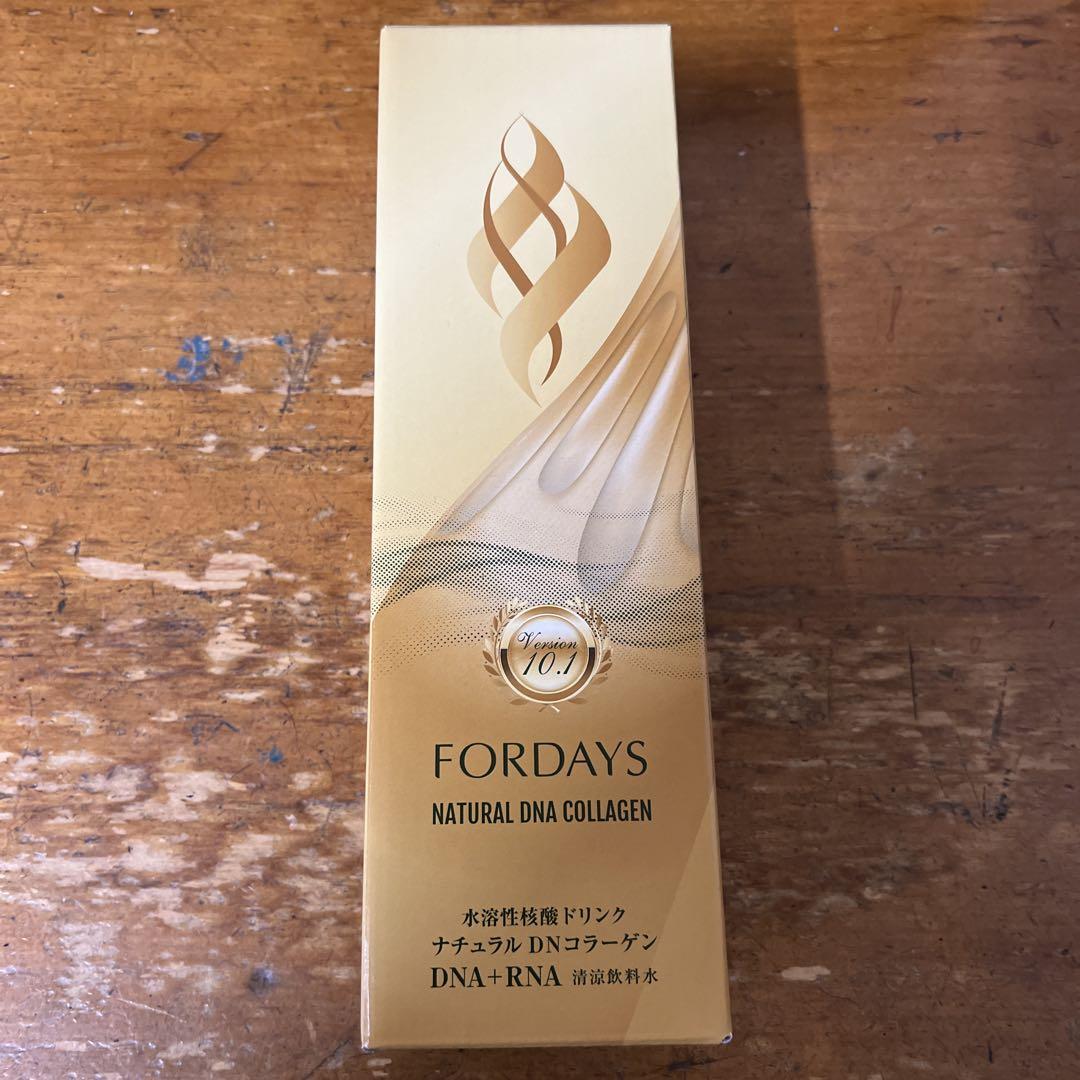 Version
10.1
FORDAYS
NATURAL DNA COLLAGEN
水溶性核酸ドリンク
ナチュラル DNコラーゲン
DNA+RNA 清涼飲料水